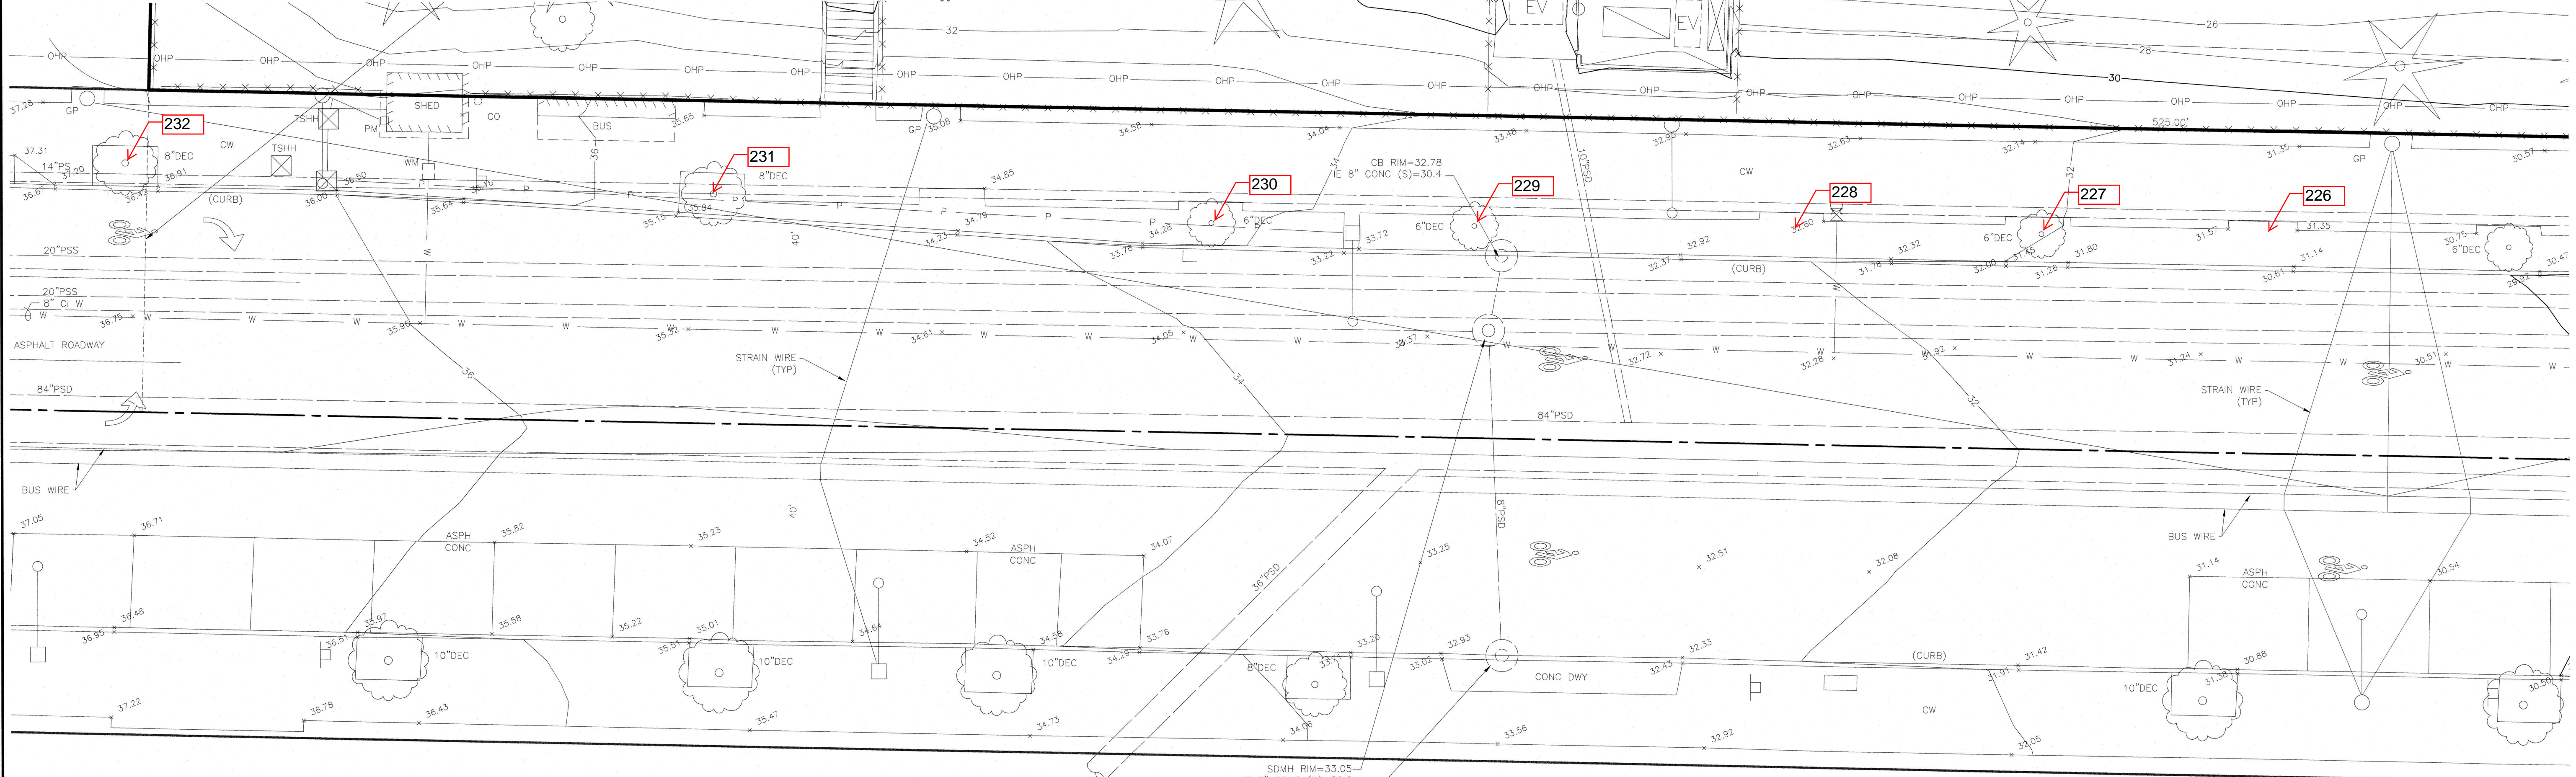 EV
EV
32
26
28
30
OHP OHP OHP OHP OHP OHP OHP OHP OHP OHP OHP OHP OHP OHP OHP OHP OHP OHP OHP OHP OHP OHP OHP OHP
525.00'
37.28
GP
TSHH
SHED
PM
CO
BUS
35.65
GP
35.08
34.58
34.04
33.48
32.63
32.14
31.35
GP
30.57
232
231
230
229
228
227
226
37.31
14"PS
37.20
36.67
8"DEC
CW
TSHH
36.91
36.42
(CURB)
36.50
36.00
WM
36
35.64
8"DEC
35.84
35.15
P P P P P P P
34.85
34.79
34.23
34.28
33.78
6"DEC
34
CB RIM=32.78
IE 8" CONC (S)=30.4
10"PSD
33.72
33.22
6"DEC
CW
32.92
32.37
(CURB)
32.60
32.32
31.78
32
6"DEC
32.00
31.45
31.80
31.26
31.57
31.35
31.14
30.61
30.75
6"DEC
30.47
29.92
20"PSS
20"PSS
8" CI W
40'
W
W
W W W W W W W W W W W W W W W W W W W W W W W W
36.75
35.96
35.52
34.61
34.05
32.72
32.28
31.24
30.51
ASPHALT ROADWAY
STRAIN WIRE
(TYP)
STRAIN WIRE
(TYP)
36
34
32
84"PSD
84"PSD
BUS WIRE
BUS WIRE
40'
8"PSD
36"PSD
37.05
36.71
35.82
35.23
34.52
34.07
33.25
32.51
32.08
31.14
30.54
ASPH
CONC
ASPH
CONC
ASPH
CONC
36.48
36.95
35.97
36.51
35.58
35.22
35.01
35.51
34.64
34.58
33.76
34.29
33.20
33.71
32.93
33.02
32.33
32.43
31.42
31.91
30.88
31.38
30.50
10"DEC
10"DEC
10"DEC
8"DEC
CONC DWY
(CURB)
10"DEC
CW
37.22
36.78
36.43
35.47
34.73
34.06
33.56
32.92
32.05
SDMH RIM=33.05